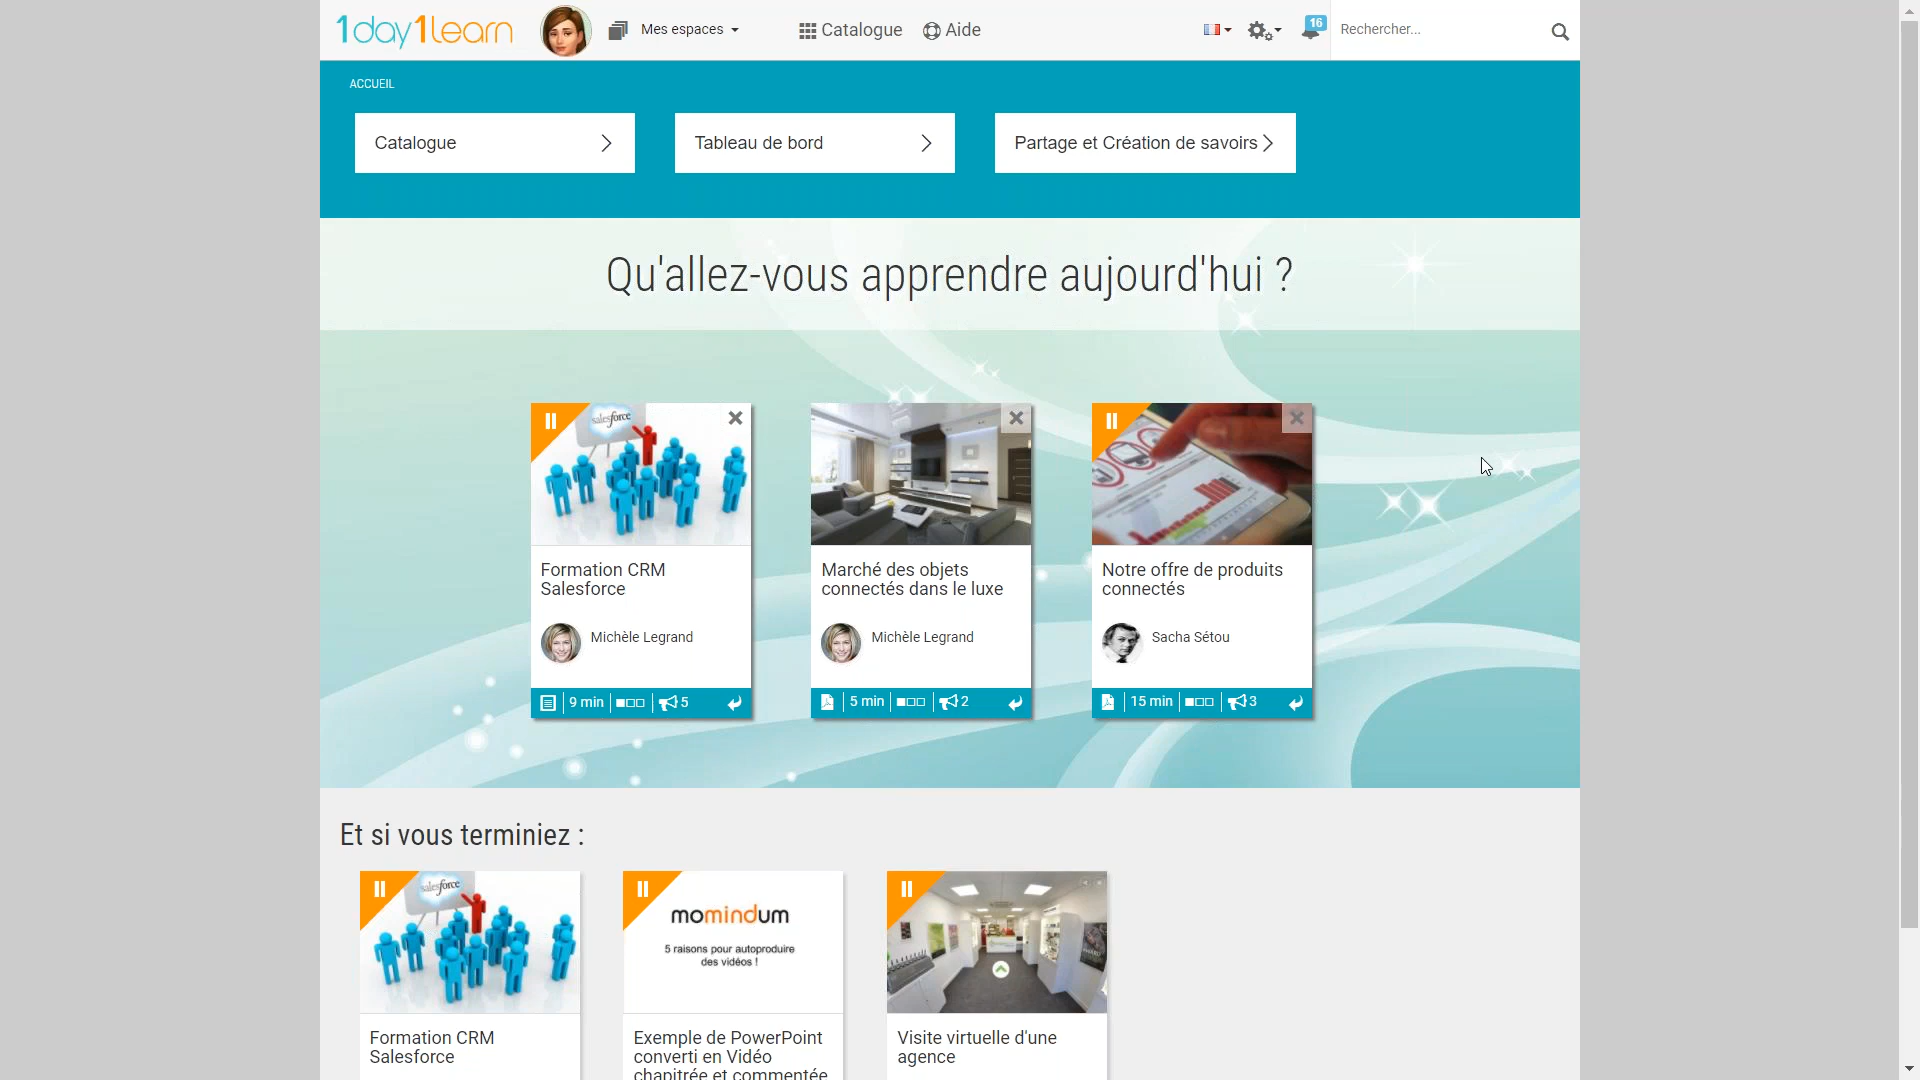 1day1learn
Mes espaces
Catalogue
Aide
16
Rechercher...
ACCUEIL
Catalogue
Tableau de bord
Partage et Création de savoirs
Qu'allez-vous apprendre aujourd'hui ?
salesforce
Formation CRM
Salesforce
Michèle Legrand
9 min
5
Marché des objets
connectés dans le luxe
Michèle Legrand
5 min
2
Notre offre de produits
connectés
Sacha Sétou
15 min
3
Et si vous terminiez :
salesforce
Formation CRM
Salesforce
momindum
5 raisons pour autoproduire
des vidéos !
Exemple de PowerPoint
converti en Vidéo
chapitrée et commentée
Visite virtuelle d'une
agence